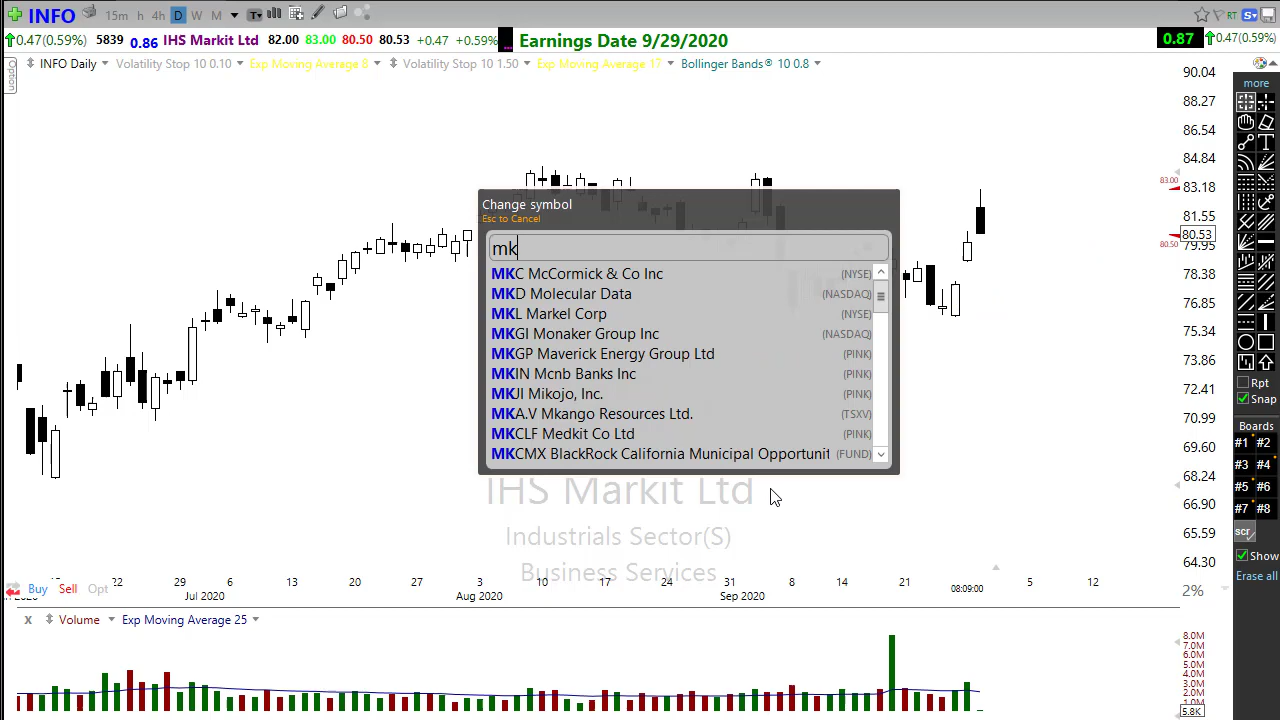 INFO 15m h 4h D W M T RT S
0.47(0.59%) 5839 0.86 IHS Markit Ltd 82.00 83.00 80.50 80.53 +0.47 +0.59% ... Earnings Date 9/29/2020 0.87 0.47(0.59%)
Option
INFO Daily Volatility Stop 10 0.10 Exp Moving Average 8 Volatility Stop 10 1.50 Exp Moving Average 17 Bollinger Bands® 10 0.8
90.04
88.27
86.54
84.84
83.00
83.18
81.55
80.53
79.95
80.50
78.38
76.85
75.34
73.86
72.41
70.99
69.60
68.24
66.90
65.59
64.30
more
T
Rpt
Snap
Boards
#1 #2
#3 #4
#5 #6
#7 #8
scr
Show
Erase all
Change symbol
Esc to Cancel
mk
MKC McCormick & Co Inc (NYSE)
MKD Molecular Data (NASDAQ)
MKL Markel Corp (NYSE)
MKGI Monaker Group Inc (NASDAQ)
MKGP Maverick Energy Group Ltd (PINK)
MKIN Mcnb Banks Inc (PINK)
MKJI Mikojo, Inc. (PINK)
MKA.V Mkango Resources Ltd. (TSXV)
MKCLF Medkit Co Ltd (PINK)
MKCMX BlackRock California Municipal Opportunit (FUND)
IHS Markit Ltd
Industrials Sector(S)
Business Services
22 29 6 13 20 27 3 10 17 24 31 8 14 21 08:09:00 5 12
Buy Sell Opt
2020 Jul 2020 Aug 2020 Sep 2020 2%
X Volume Exp Moving Average 25
8.0M
7.0M
6.0M
5.0M
4.0M
3.0M
2.0M
1.0M
5.8K